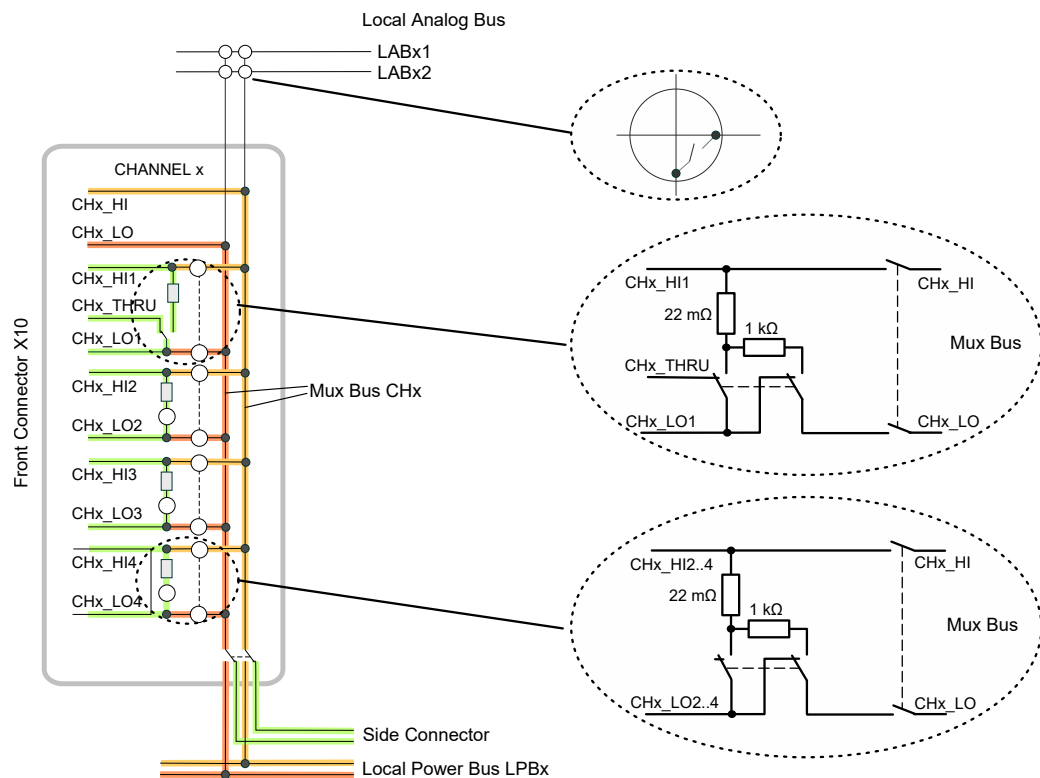 Local Analog Bus
LABx1
LABx2
CHANNEL x
CHx_HI
CHx_LO
CHx_HI1
CHx_THRU
CHx_LO1
CHx_HI2
CHx_LO2
CHx_HI3
CHx_LO3
CHx_HI4
CHx_LO4
Front Connector X10
Mux Bus CHx
Side Connector
Local Power Bus LPBx
CHx_HI1
CHx_HI
22 mΩ
1 kΩ
Mux Bus
CHx_THRU
CHx_LO1
CHx_LO
CHx_HI2..4
CHx_HI
22 mΩ
1 kΩ
Mux Bus
CHx_LO2..4
CHx_LO